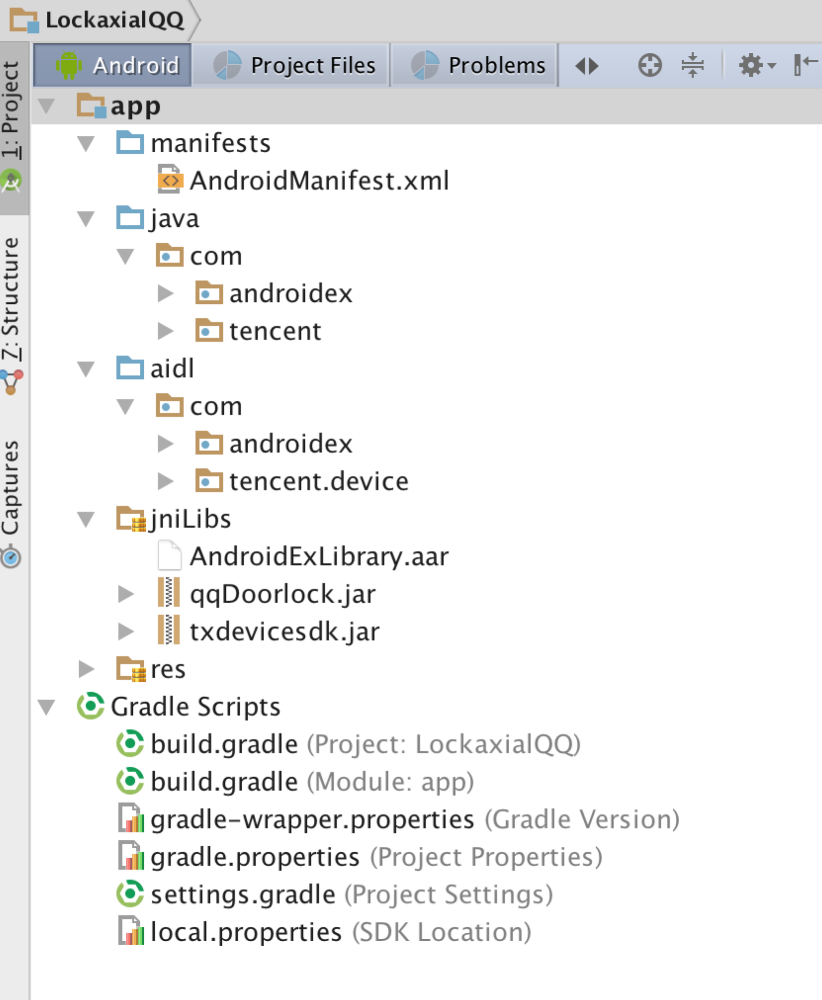 LockaxialQQ
Android Project Files Problems
1: Project
7: Structure
Captures
app
manifests
AndroidManifest.xml
java
com
androidex
tencent
aidl
com
androidex
tencent.device
jniLibs
AndroidExLibrary.aar
qqDoorlock.jar
txdevicesdk.jar
res
Gradle Scripts
build.gradle (Project: LockaxialQQ)
build.gradle (Module: app)
gradle-wrapper.properties (Gradle Version)
gradle.properties (Project Properties)
settings.gradle (Project Settings)
local.properties (SDK Location)